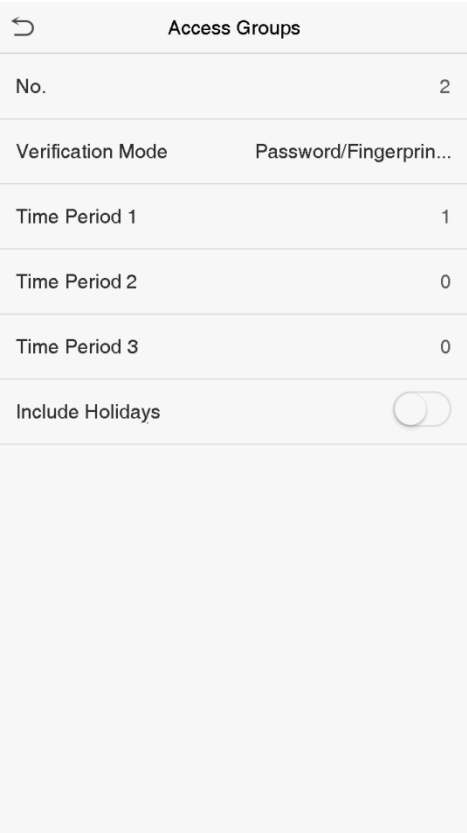 Access Groups
No. 2
Verification Mode Password/Fingerprin...
Time Period 1 1
Time Period 2 0
Time Period 3 0
Include Holidays